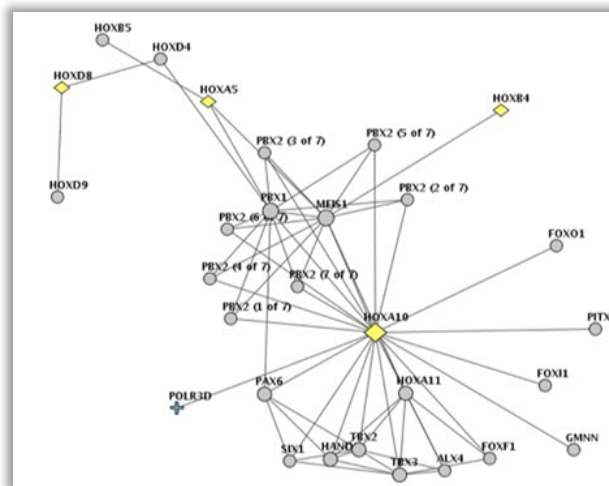 HOXB5
HOXD4
HOXD8
HOXA5
HOXB4
PBX2 (5 of 7)
PBX2 (3 of 7)
HOXD9
PBX2 (2 of 7)
PBX1
MEIS1
PBX2 (6 of 7)
FOXO1
PBX2 (4 of 7)
PBX2 (7 of 7)
PBX2 (1 of 7)
HOXA10
PITX
FOXI1
PAX6
HOXA11
POLR3D
TBX2
GMNN
SIX1
HAND
FOXF1
TBX3
ALX4